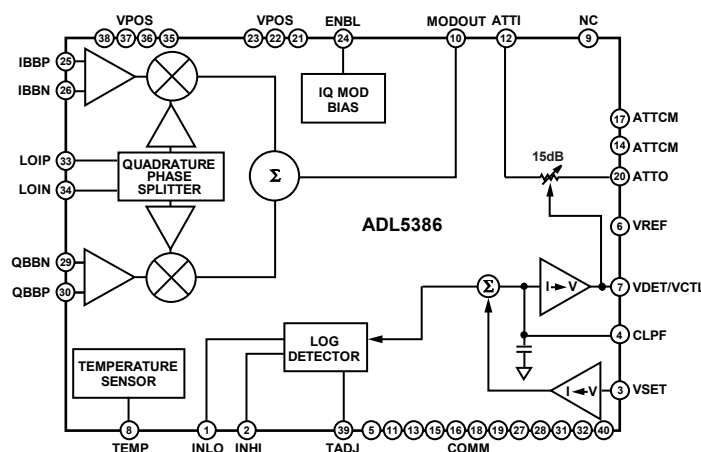 VPOS VPOS ENBL MODOUT ATTI NC
38 37 36 35 23 22 21 24 10 12 9
IBBP 25
IBBN 26
IQ MOD
BIAS
17 ATTCM
14 ATTCM
LOIP 33
LOIN 34
QUADRATURE
PHASE
SPLITTER
Σ
15dB
20 ATTO
ADL5386
6 VREF
QBBN 29
QBBP 30
Σ
I V
7 VDET/VCTL
4 CLPF
LOG
DETECTOR
TEMPERATURE
SENSOR
I V
3 VSET
8 1 2 39 5 11 13 15 16 18 19 27 28 31 32 40
TEMP INLO INHI TADJ COMM